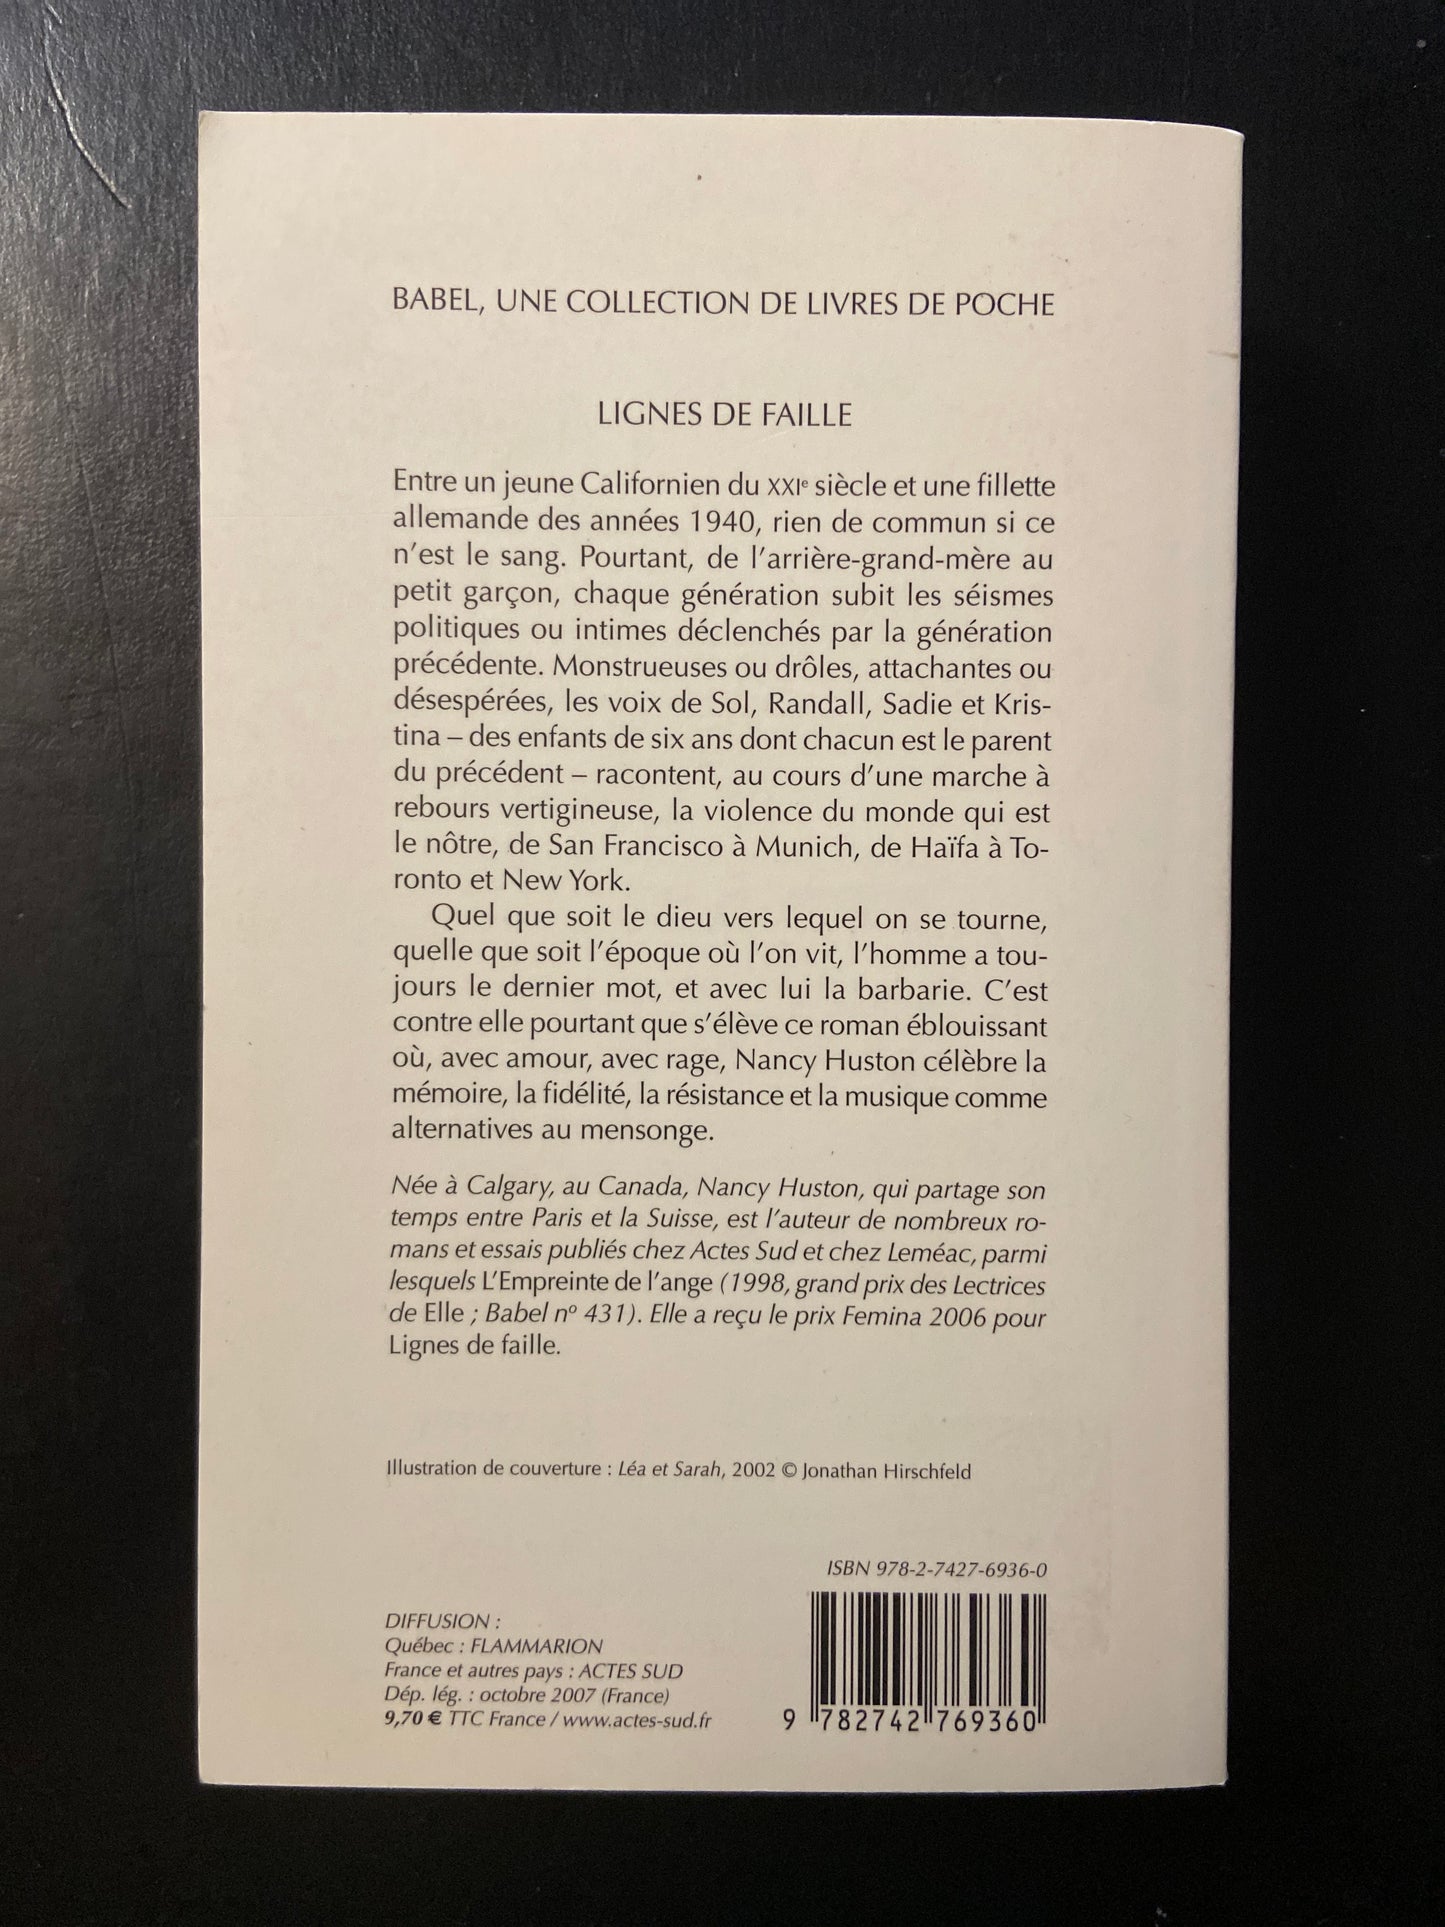 BABEL, UNE COLLECTION DE LIVRES DE POCHE
LIGNES DE FAILLE
Entre un jeune Californien du XXIe siècle et une fillette
allemande des années 1940, rien de commun si ce
n'est le sang. Pourtant, de l'arrière-grand-mère au
petit garçon, chaque génération subit les séismes
politiques ou intimes déclenchés par la génération
précédente. Monstrueuses ou drôles, attachantes ou
désespérées, les voix de Sol, Randall, Sadie et Kris-
tina – des enfants de six ans dont chacun est le parent
du précédent – racontent, au cours d'une marche à
rebours vertigineuse, la violence du monde qui est
le nôtre, de San Francisco à Munich, de Haïfa à To-
ronto et New York.
Quel que soit le dieu vers lequel on se tourne,
quelle que soit l'époque où l'on vit, l'homme a tou-
jours le dernier mot, et avec lui la barbarie. C'est
contre elle pourtant que s'élève ce roman éblouissant
où, avec amour, avec rage, Nancy Huston célèbre la
mémoire, la fidélité, la résistance et la musique comme
alternatives au mensonge.
Née à Calgary, au Canada, Nancy Huston, qui partage son
temps entre Paris et la Suisse, est l'auteur de nombreux ro-
mans et essais publiés chez Actes Sud et chez Leméac, parmi
lesquels L'Empreinte de l'ange (1998, grand prix des Lectrices
de Elle ; Babel nº 431). Elle a reçu le prix Femina 2006 pour
Lignes de faille.
Illustration de couverture : Léa et Sarah, 2002 © Jonathan Hirschfeld
ISBN 978-2-7427-6936-0
DIFFUSION :
Québec : FLAMMARION
France et autres pays : ACTES SUD
Dép. lég. : octobre 2007 (France)
9,70 € TTC France / www.actes-sud.fr
9 782742 769360